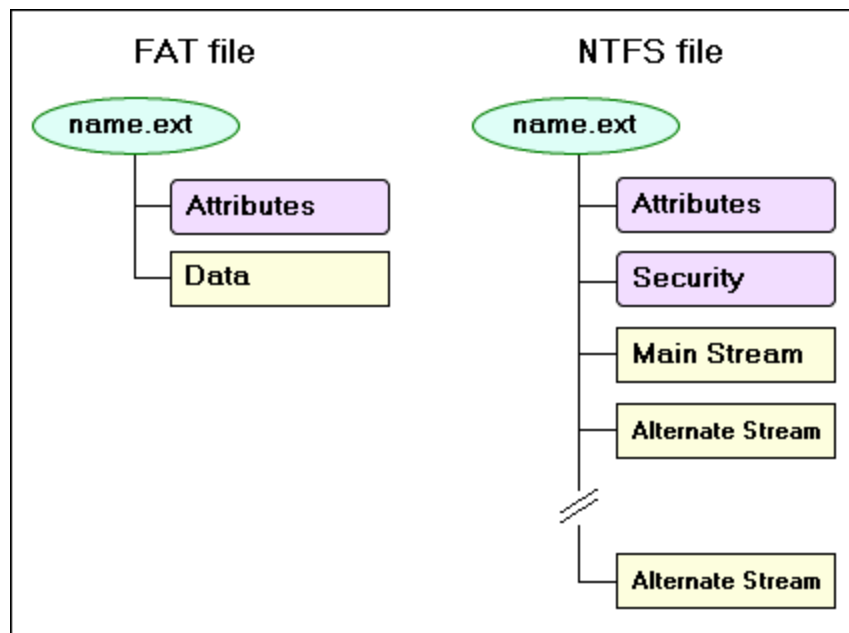 FAT file
name.ext
Attributes
Data
NTFS file
name.ext
Attributes
Security
Main Stream
Alternate Stream
Alternate Stream